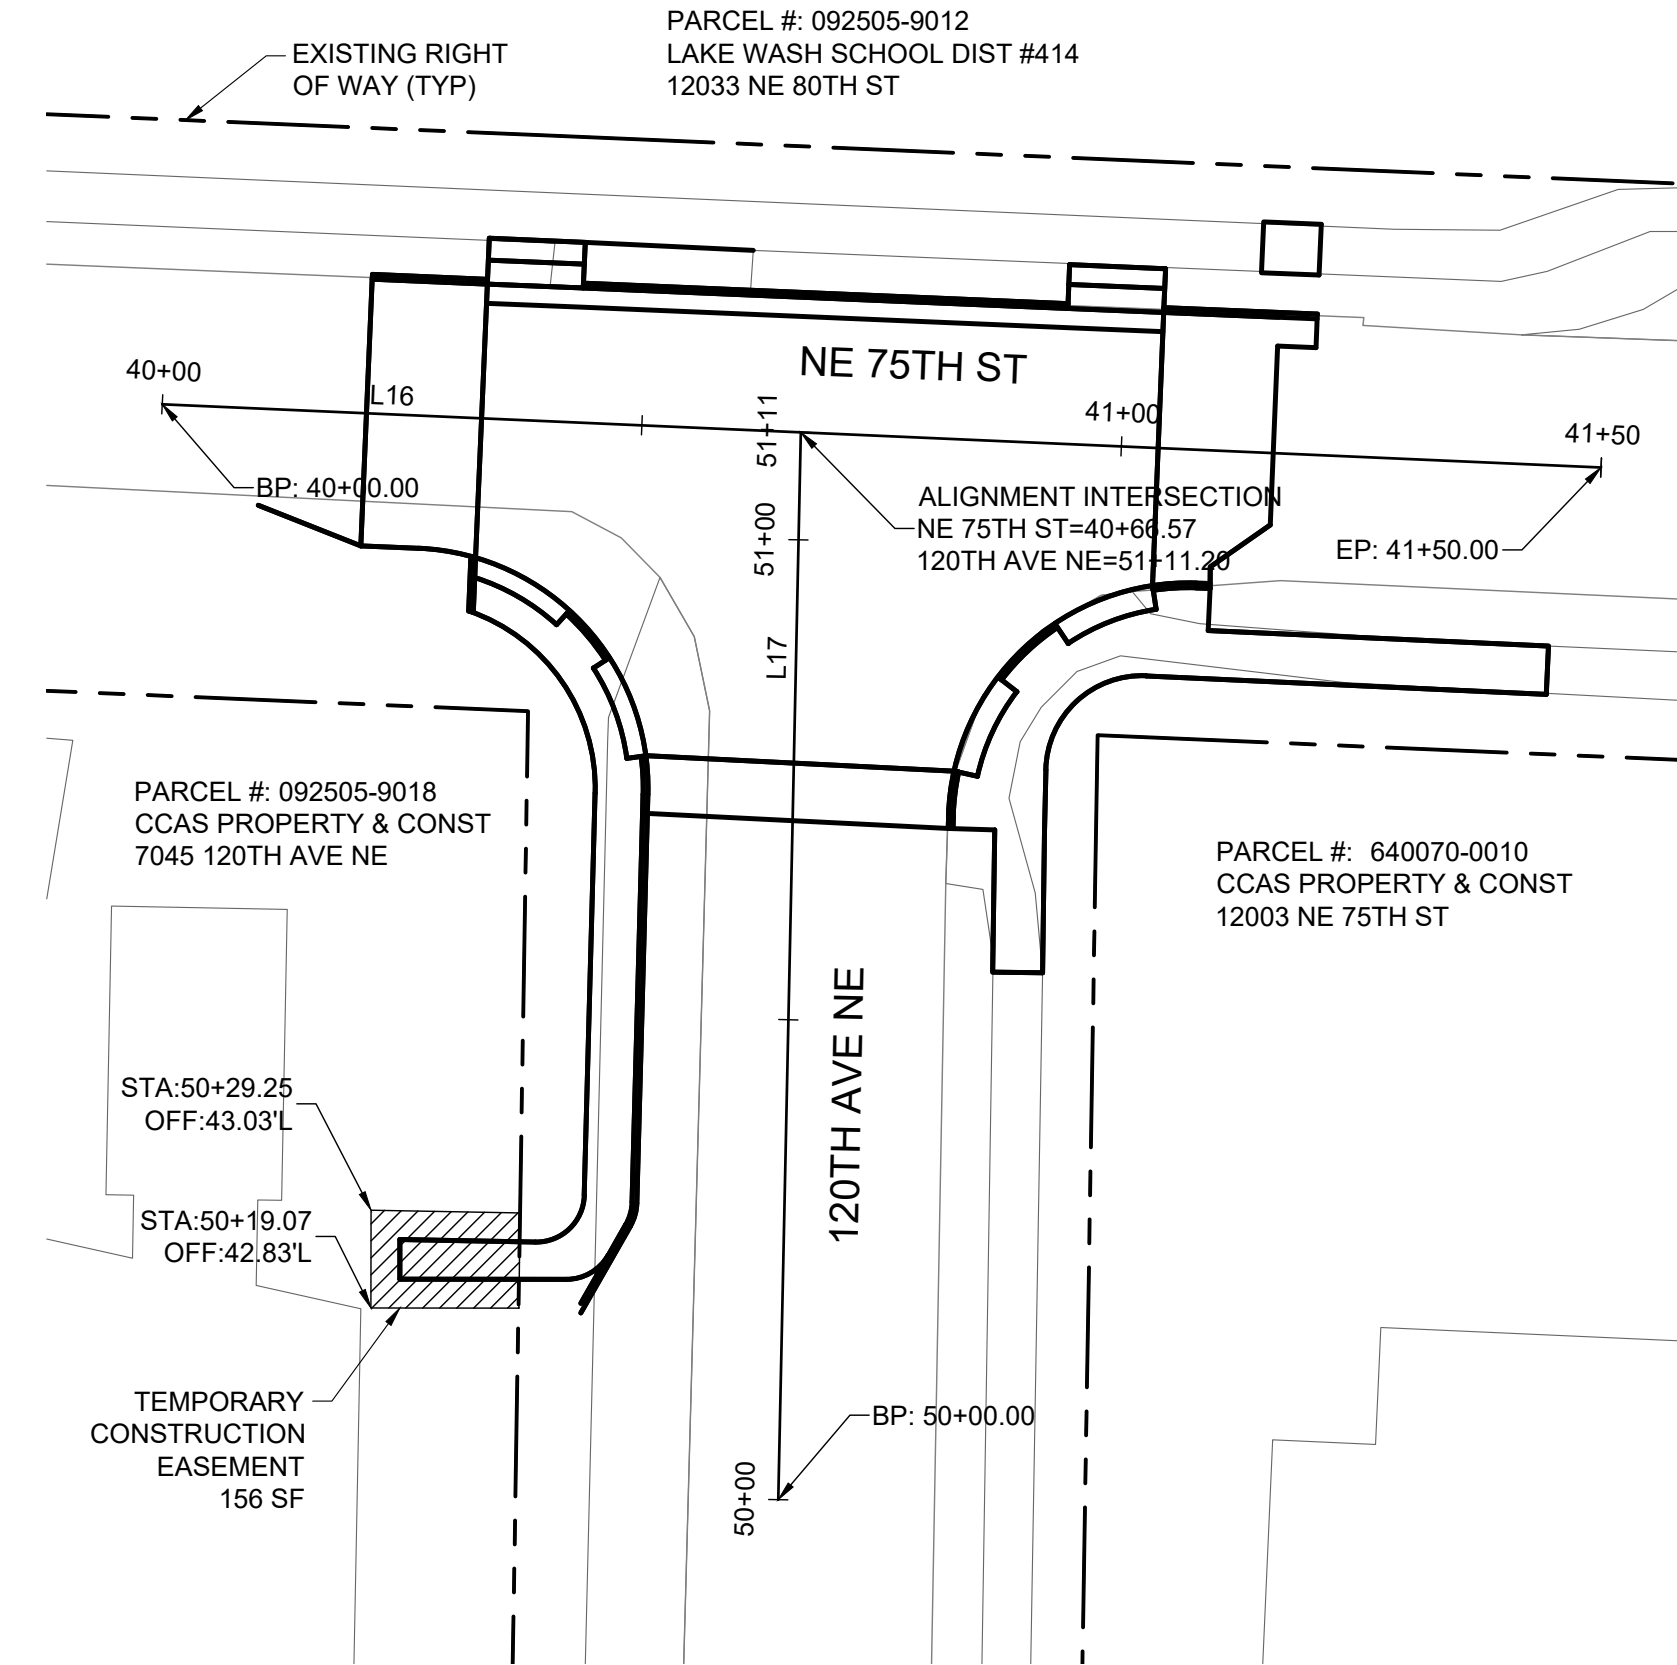 PARCEL #: 092505-9012
LAKE WASH SCHOOL DIST #414
12033 NE 80TH ST
EXISTING RIGHT
OF WAY (TYP)
NE 75TH ST
40+00
L16
51+11
41+00
41+50
BP: 40+00.00
ALIGNMENT INTERSECTION
NE 75TH ST=40+66.57
120TH AVE NE=51+11.20
51+00
EP: 41+50.00
L17
PARCEL #: 092505-9018
CCAS PROPERTY & CONST
7045 120TH AVE NE
PARCEL #: 640070-0010
CCAS PROPERTY & CONST
12003 NE 75TH ST
120TH AVE NE
STA:50+29.25
OFF:43.03'L
STA:50+19.07
OFF:42.83'L
TEMPORARY
CONSTRUCTION
EASEMENT
156 SF
BP: 50+00.00
50+00